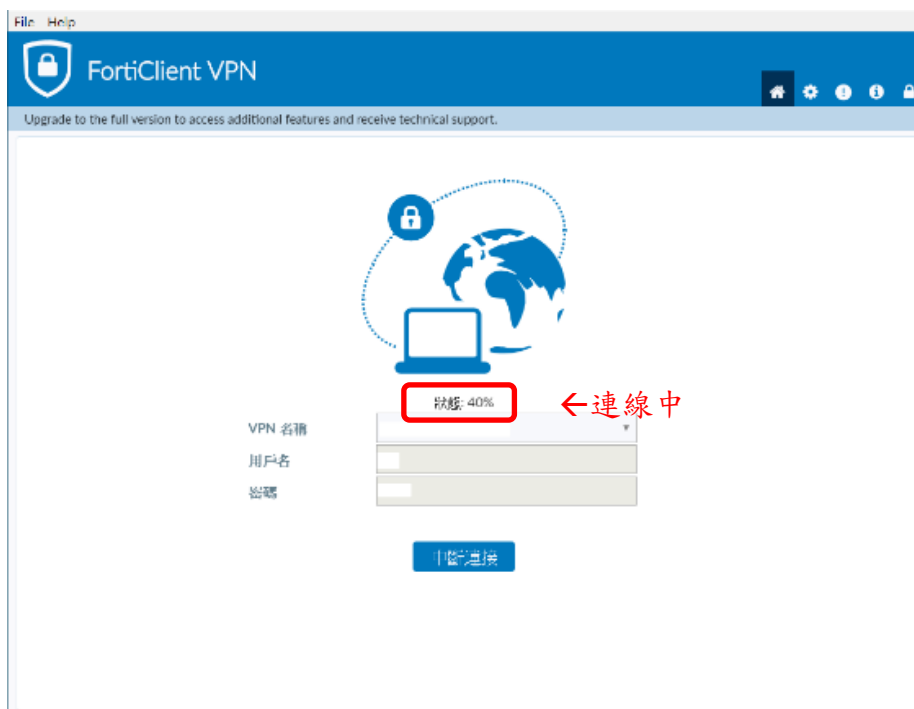 File Help
FortiClient VPN
Upgrade to the full version to access additional features and receive technical support.
狀態: 40%
←連線中
VPN 名稱
用戶名
密碼
中斷連接